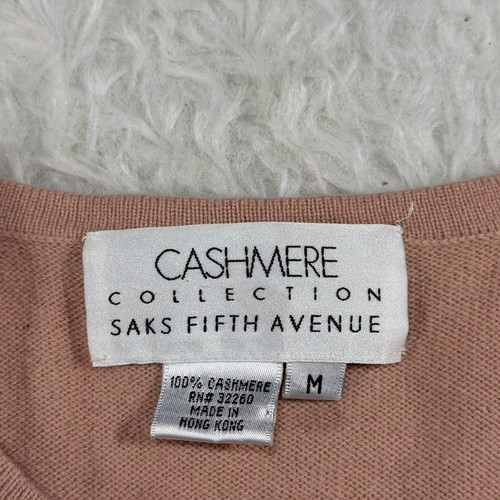 CASHMERE
COLLECTION
SAKS FIFTH AVENUE
100% CASHMERE
RN# 32260
MADE IN
HONG KONG
M